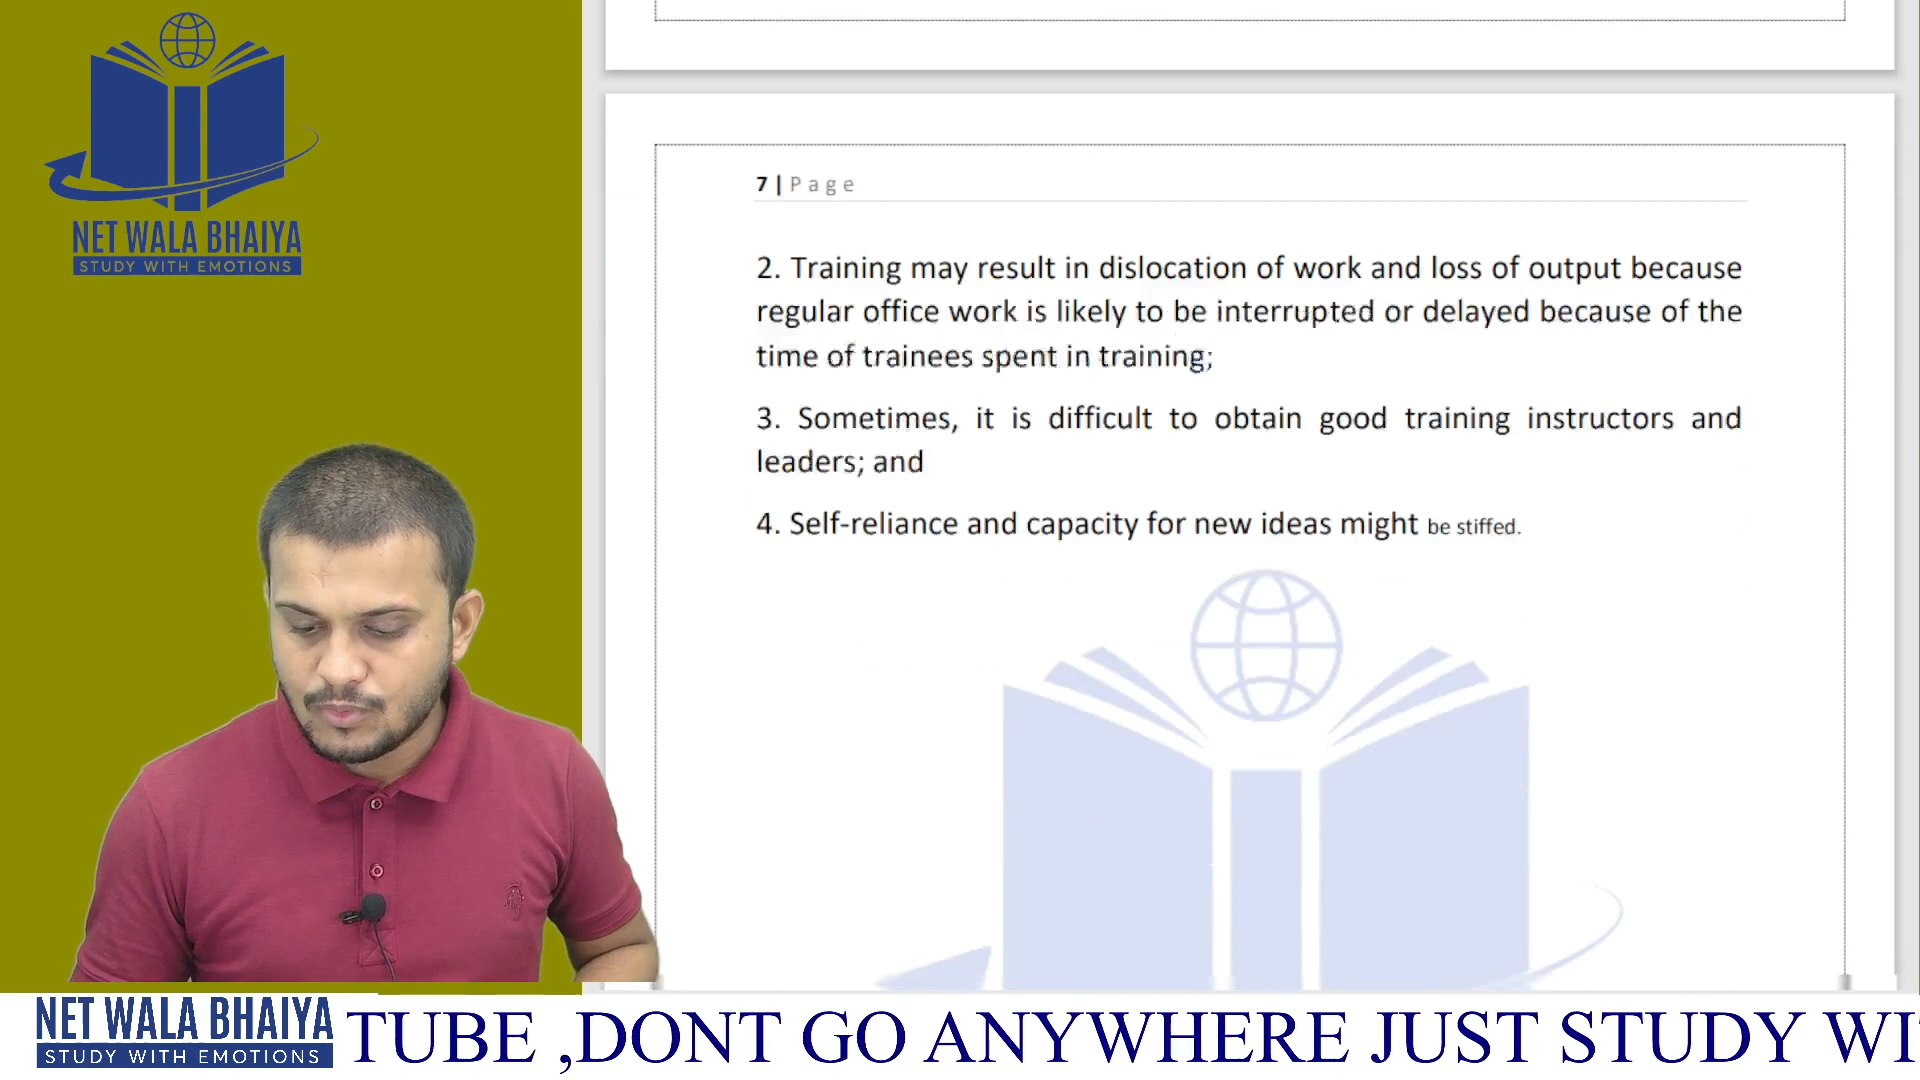 NET WALA BHAIYA
STUDY WITH EMOTIONS
7 | Page
2. Training may result in dislocation of work and loss of output because
regular office work is likely to be interrupted or delayed because of the
time of trainees spent in training;
3. Sometimes, it is difficult to obtain good training instructors and
leaders; and
4. Self-reliance and capacity for new ideas might be stiffed.
NET WALA BHAIYA
STUDY WITH EMOTIONS
TUBE ,DONT GO ANYWHERE JUST STUDY WI